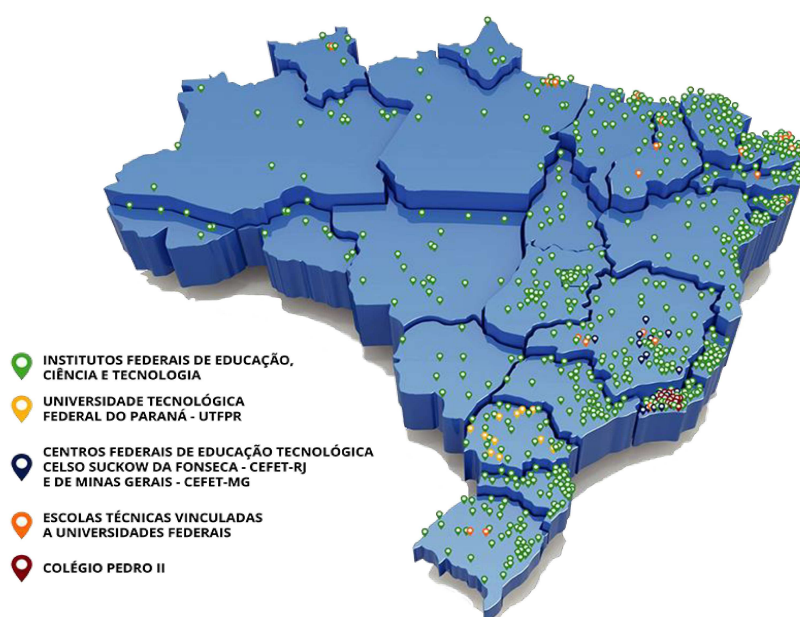 INSTITUTOS FEDERAIS DE EDUCAÇÃO,
CIÊNCIA E TECNOLOGIA
UNIVERSIDADE TECNOLÓGICA
FEDERAL DO PARANÁ - UTFPR
CENTROS FEDERAIS DE EDUCAÇÃO TECNOLÓGICA
CELSO SUCKOW DA FONSECA - CEFET-RJ
E DE MINAS GERAIS - CEFET-MG
ESCOLAS TÉCNICAS VINCULADAS
A UNIVERSIDADES FEDERAIS
COLÉGIO PEDRO II